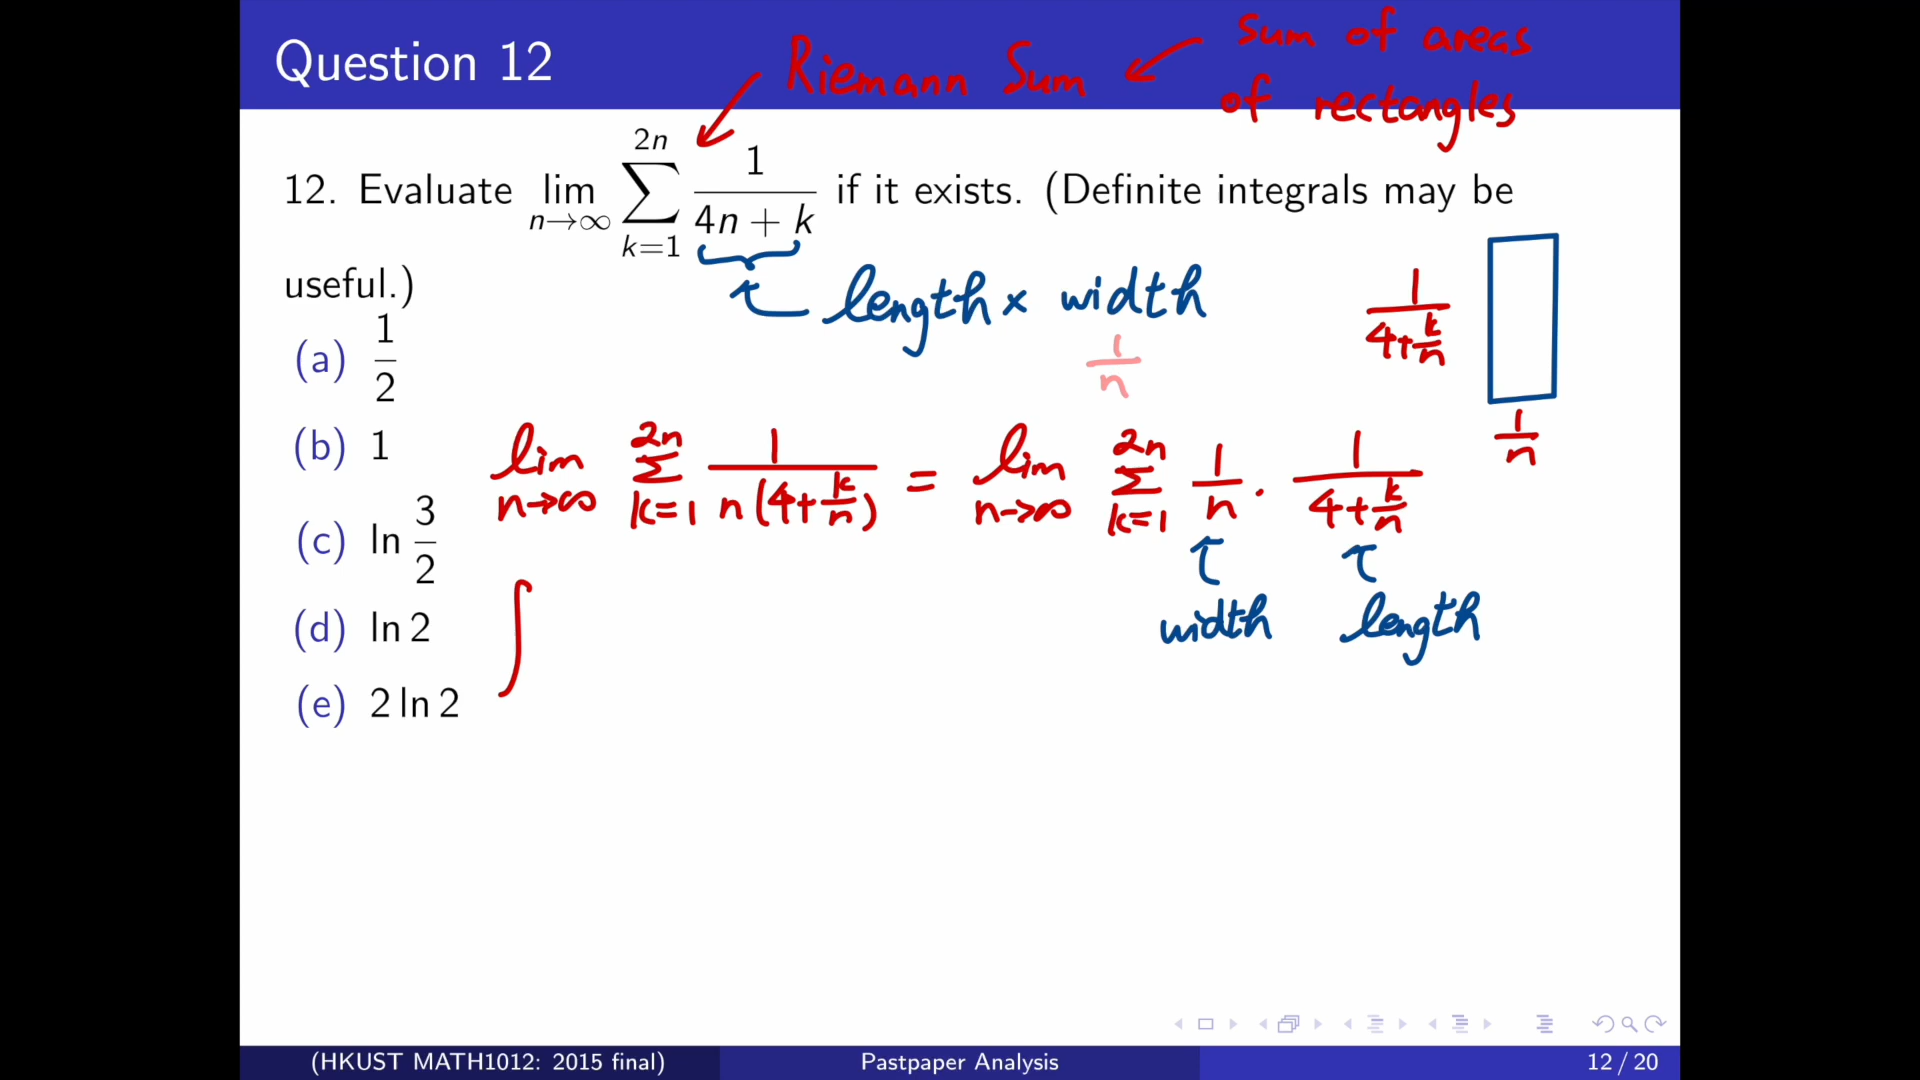 Question 12
Riemann Sum
sum of areas
of rectangles
12. Evaluate lim_{n→∞} ∑_{k=1}^{2n} 1/(4n + k) if it exists. (Definite integrals may be
useful.)
length × width
1/n
1/(4+k/n)
1/n
(a) 1/2
(b) 1
lim_{n→∞} ∑_{k=1}^{2n} 1/(n(4+k/n)) = lim_{n→∞} ∑_{k=1}^{2n} 1/n · 1/(4+k/n)
width length
(c) ln 3/2
(d) ln 2
∫
(e) 2 ln 2
(HKUST MATH1012: 2015 final) Pastpaper Analysis 12 / 20